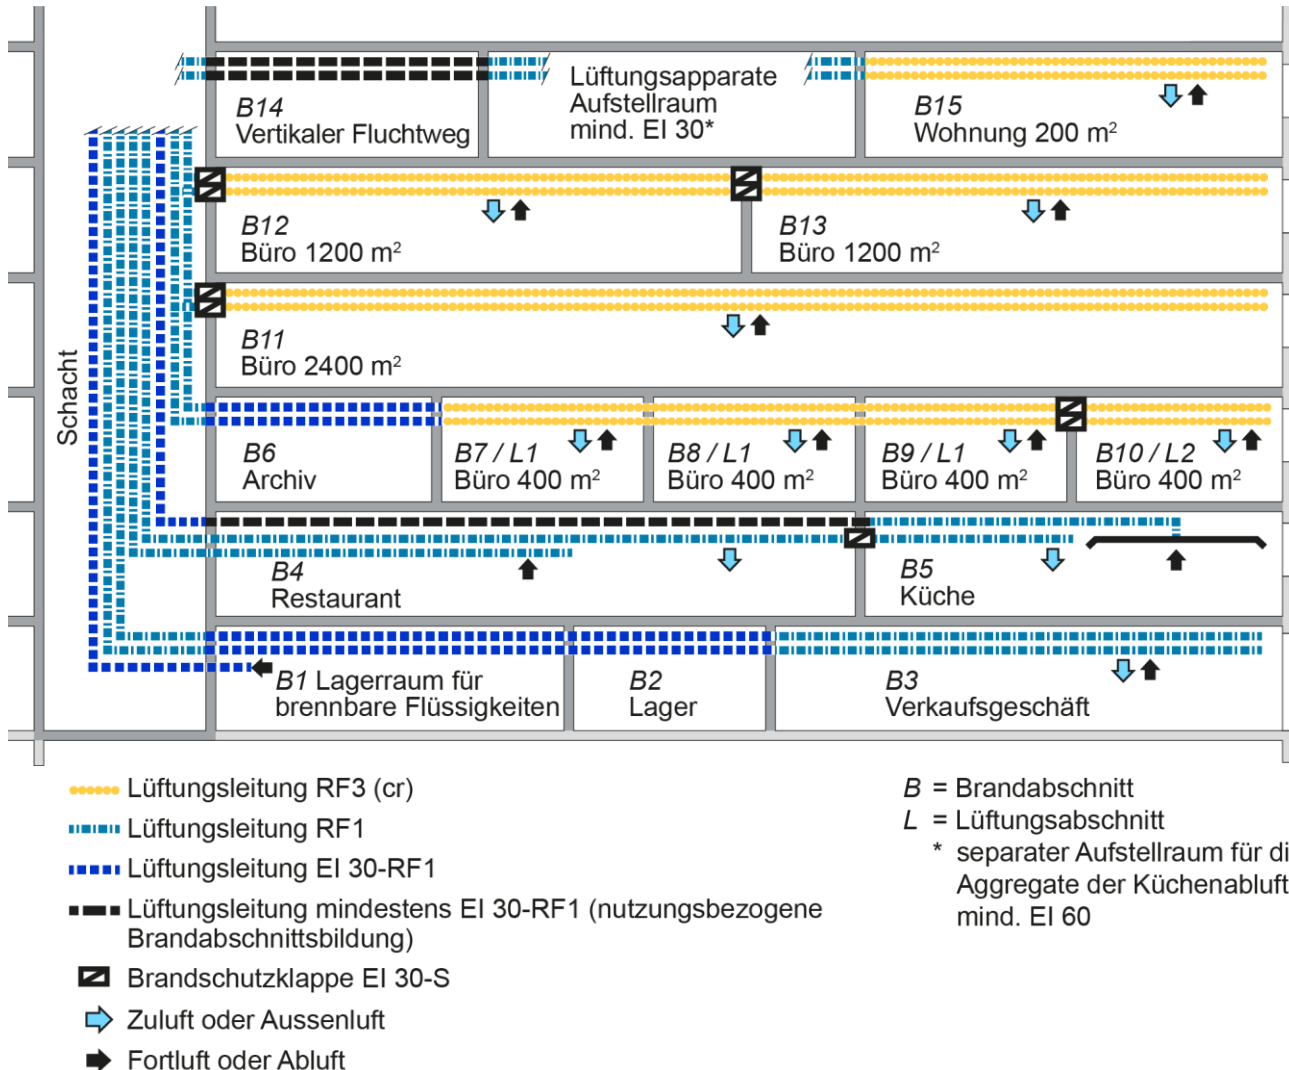 Lüftungsapparate
Aufstellraum
mind. EI 30*
B14
Vertikaler Fluchtweg
B15
Wohnung 200 m²
B12
Büro 1200 m²
B13
Büro 1200 m²
B11
Büro 2400 m²
Schacht
B6
Archiv
B7 / L1
Büro 400 m²
B8 / L1
Büro 400 m²
B9 / L1
Büro 400 m²
B10 / L2
Büro 400 m²
B4
Restaurant
B5
Küche
B1 Lagerraum für
brennbare Flüssigkeiten
B2
Lager
B3
Verkaufsgeschäft
Lüftungsleitung RF3 (cr)
Lüftungsleitung RF1
Lüftungsleitung EI 30-RF1
Lüftungsleitung mindestens EI 30-RF1 (nutzungsbezogene
Brandabschnittsbildung)
Brandschutzklappe EI 30-S
Zuluft oder Aussenluft
Fortluft oder Abluft
B = Brandabschnitt
L = Lüftungsabschnitt
* separater Aufstellraum für di
Aggregate der Küchenabluft
mind. EI 60